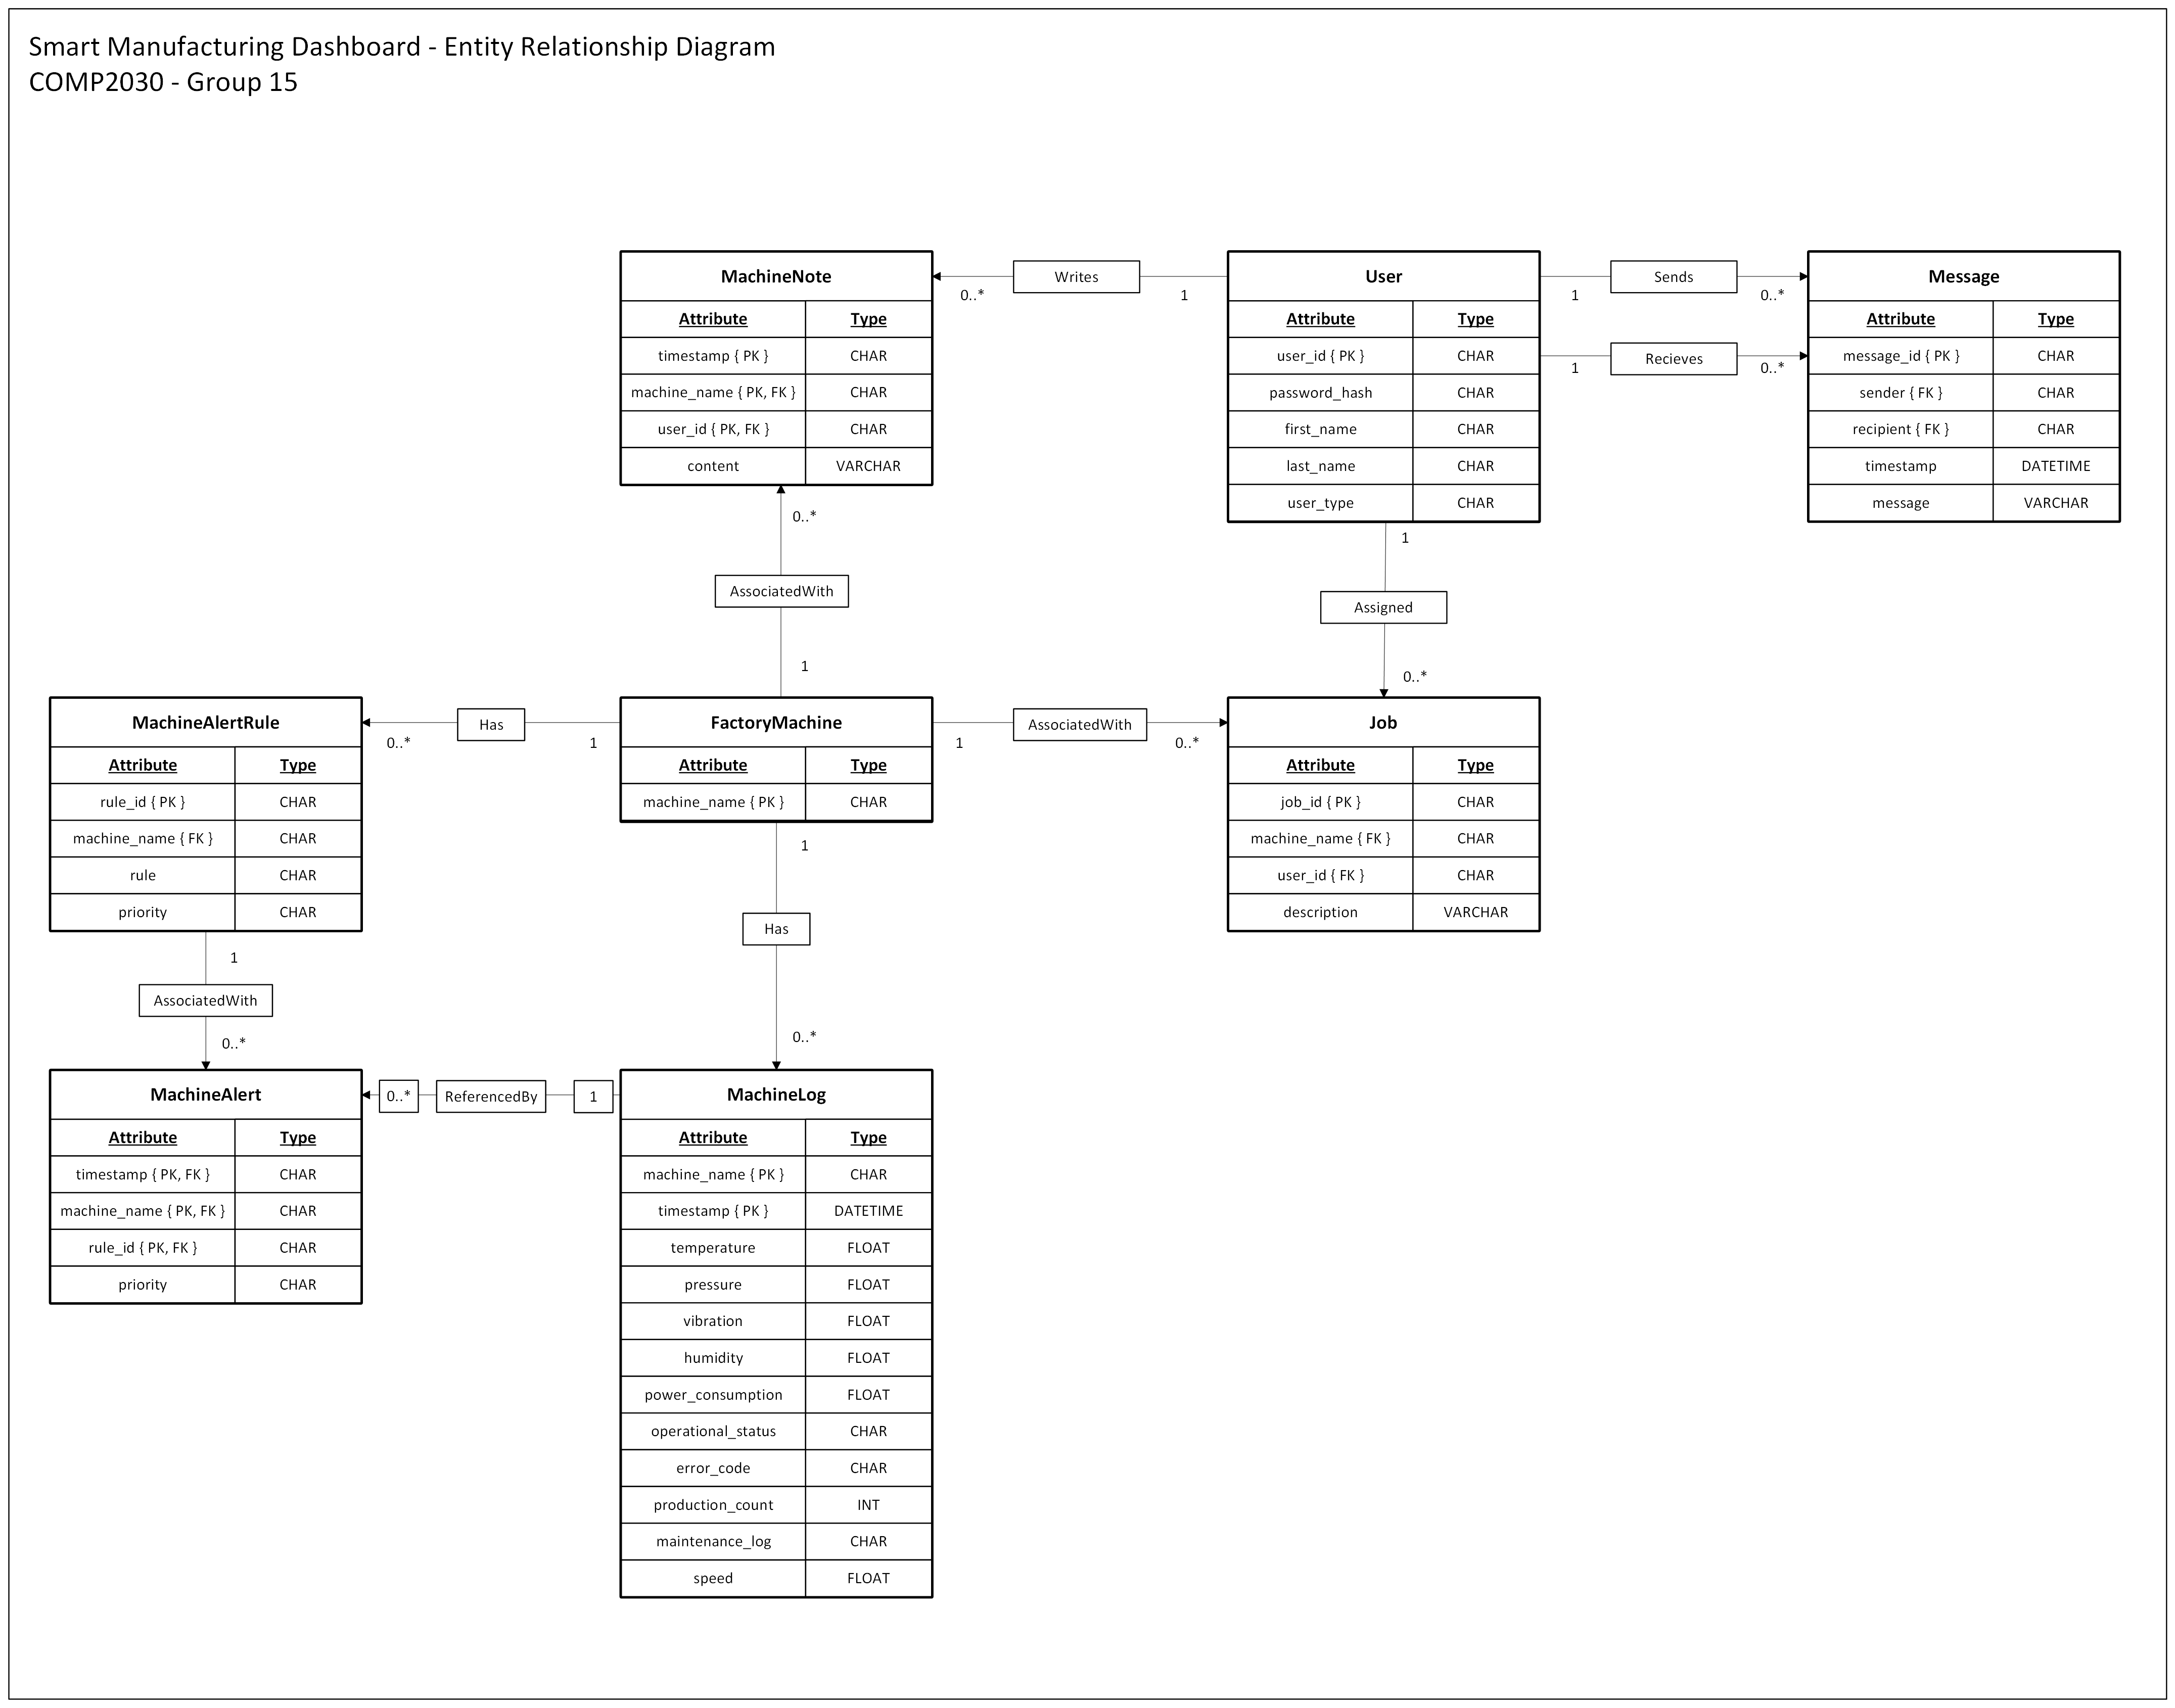 Smart Manufacturing Dashboard - Entity Relationship Diagram
COMP2030 - Group 15
MachineNote
Attribute Type
timestamp { PK } CHAR
machine_name { PK, FK } CHAR
user_id { PK, FK } CHAR
content VARCHAR
0..* Writes 1
User
Attribute Type
user_id { PK } CHAR
password_hash CHAR
first_name CHAR
last_name CHAR
user_type CHAR
1 Sends 0..*
1 Recieves 0..*
Message
Attribute Type
message_id { PK } CHAR
sender { FK } CHAR
recipient { FK } CHAR
timestamp DATETIME
message VARCHAR
0..*
AssociatedWith
1
1
Assigned
0..*
MachineAlertRule
Attribute Type
rule_id { PK } CHAR
machine_name { FK } CHAR
rule CHAR
priority CHAR
0..* Has 1
FactoryMachine
Attribute Type
machine_name { PK } CHAR
1 AssociatedWith 0..*
Job
Attribute Type
job_id { PK } CHAR
machine_name { FK } CHAR
user_id { FK } CHAR
description VARCHAR
1
AssociatedWith
0..*
1
Has
0..*
MachineAlert
Attribute Type
timestamp { PK, FK } CHAR
machine_name { PK, FK } CHAR
rule_id { PK, FK } CHAR
priority CHAR
0..* ReferencedBy 1
MachineLog
Attribute Type
machine_name { PK } CHAR
timestamp { PK } DATETIME
temperature FLOAT
pressure FLOAT
vibration FLOAT
humidity FLOAT
power_consumption FLOAT
operational_status CHAR
error_code CHAR
production_count INT
maintenance_log CHAR
speed FLOAT